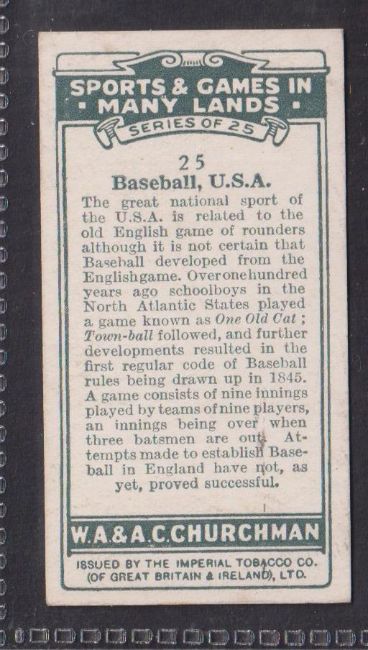 SPORTS & GAMES IN
· MANY LANDS ·
SERIES OF 25
25
Baseball, U.S.A.
The great national sport of
the U.S.A. is related to the
old English game of rounders
although it is not certain that
Baseball developed from the
Englishgame. Overonehundred
years ago schoolboys in the
North Atlantic States played
a game known as One Old Cat ;
Town-ball followed, and further
developments resulted in the
first regular code of Baseball
rules being drawn up in 1845.
A game consists of nine innings
played by teams of nine players,
an innings being over when
three batsmen are out. At-
tempts made to establish Base-
ball in England have not, as
yet, proved successful.
W.A.& A.C.CHURCHMAN
ISSUED BY THE IMPERIAL TOBACCO CO.
(OF GREAT BRITAIN & IRELAND), LTD.